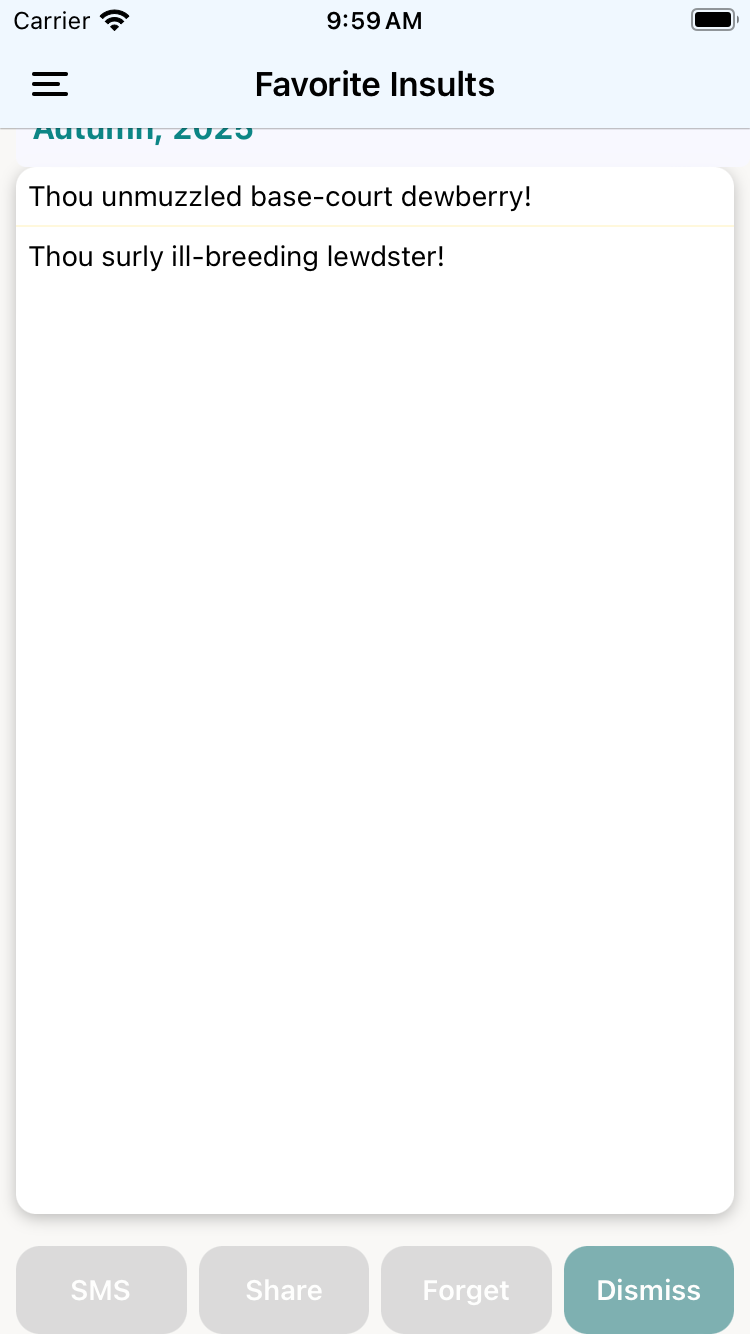 Carrier 9:59 AM
Favorite Insults
Autumn, 2025
Thou unmuzzled base-court dewberry!
Thou surly ill-breeding lewdster!
SMS Share Forget Dismiss